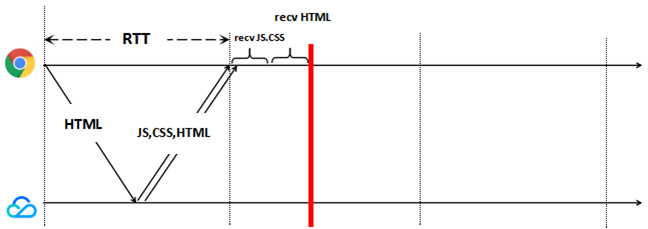 recv HTML
RTT
recv JS.CSS
HTML
JS,CSS,HTML